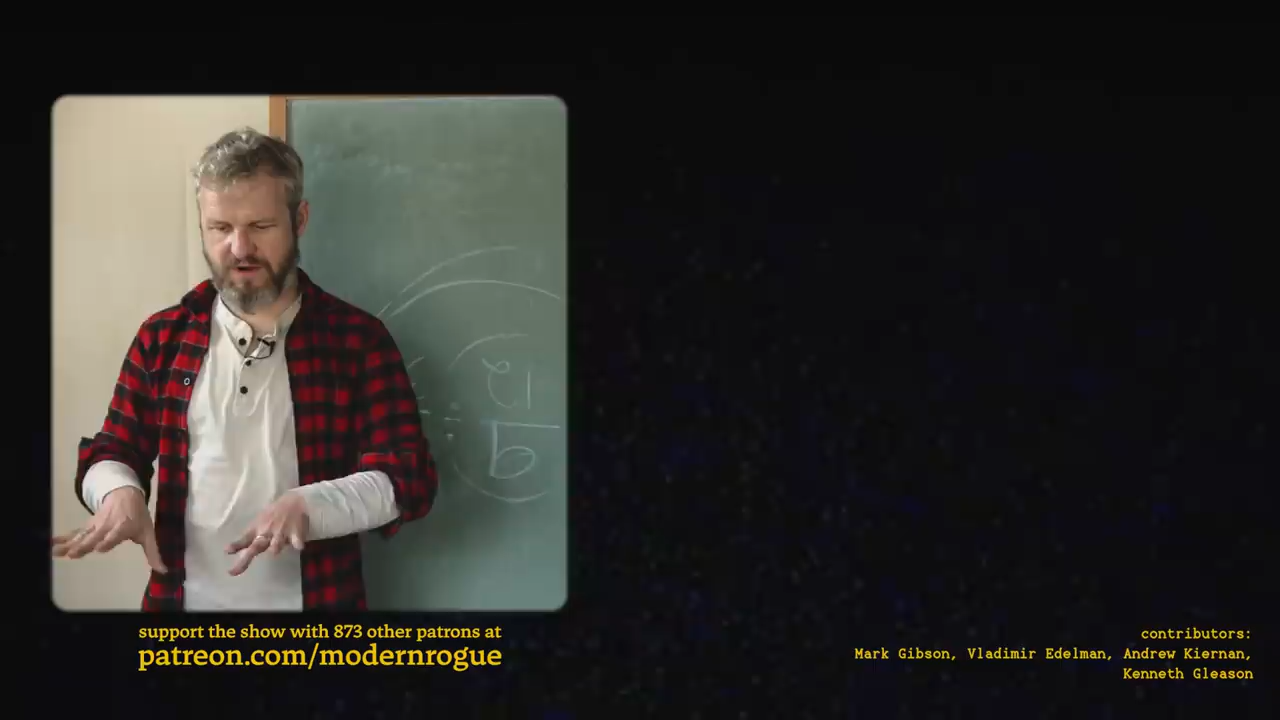 support the show with 873 other patrons at
patreon.com/modernrogue
contributors:
Mark Gibson, Vladimir Edelman, Andrew Kiernan,
Kenneth Gleason